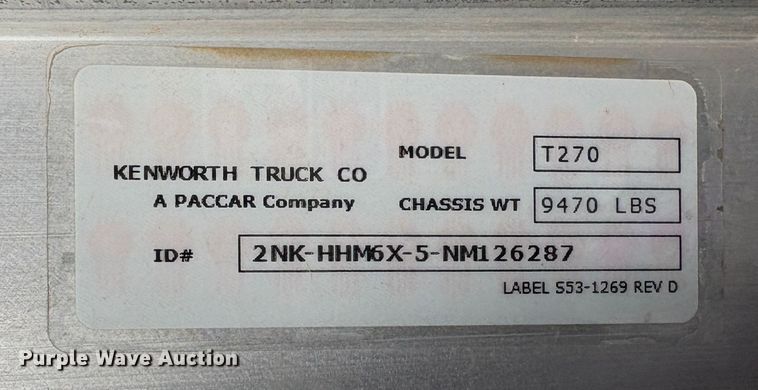 KENWORTH TRUCK CO
A PACCAR Company
MODEL T270
CHASSIS WT 9470 LBS
ID# 2NK-HHM6X-5-NM126287
LABEL S53-1269 REV D
Purple Wave Auction